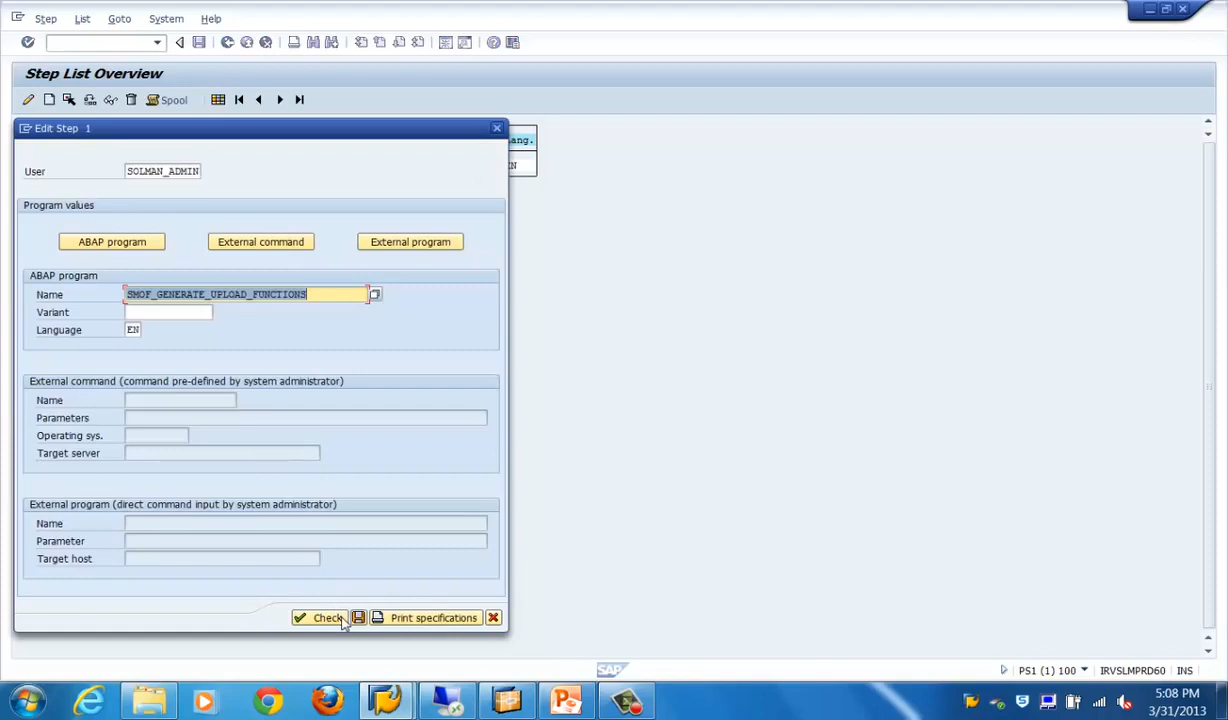 Step List Goto System Help
Step List Overview
Spool
Edit Step 1
ang.
User SOLMAN_ADMIN
N
Program values
ABAP program External command External program
ABAP program
Name SMOF_GENERATE_UPLOAD_FUNCTIONS
Variant
Language EN
External command (command pre-defined by system administrator)
Name
Parameters
Operating sys.
Target server
External program (direct command input by system administrator)
Name
Parameter
Target host
Check Print specifications
SAP PS1 (1) 100 IRVSLMPRD60 INS
5:08 PM
3/31/2013